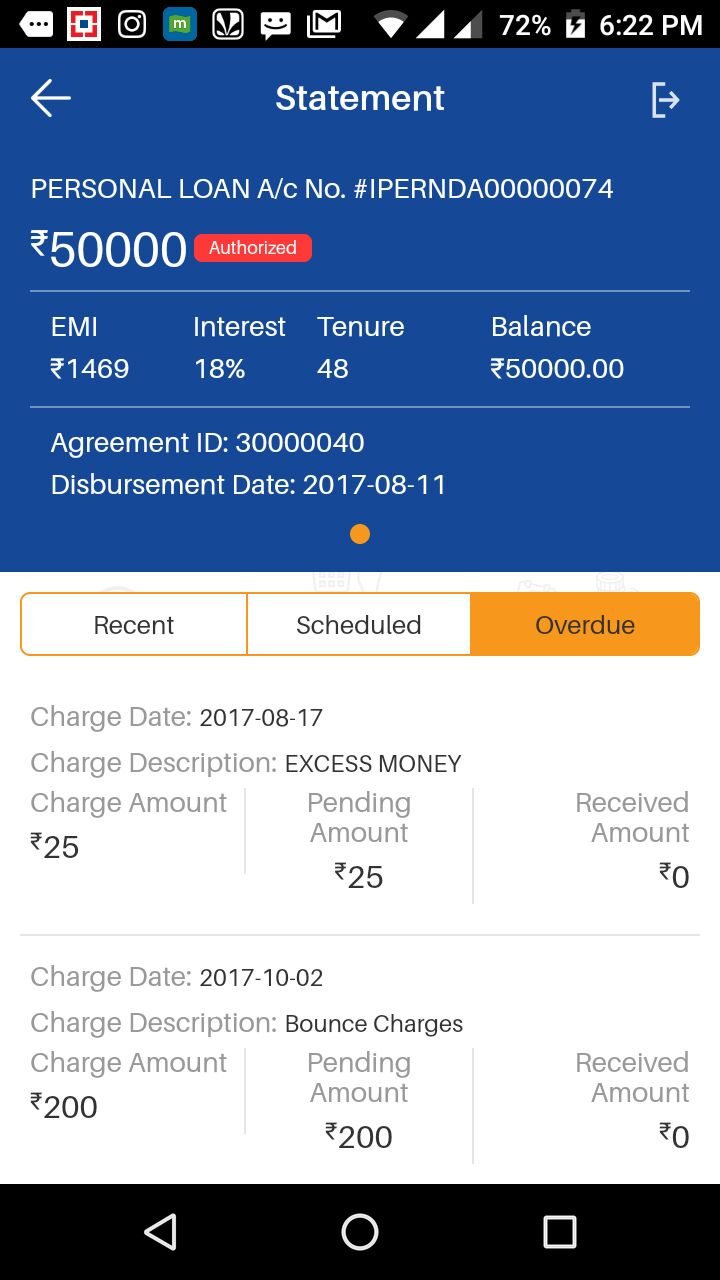 72% 6:22 PM
Statement
PERSONAL LOAN A/c No. #IPERNDA00000074
₹50000 Authorized
EMI Interest Tenure Balance
₹1469 18% 48 ₹50000.00
Agreement ID: 30000040
Disbursement Date: 2017-08-11
Recent Scheduled Overdue
Charge Date: 2017-08-17
Charge Description: EXCESS MONEY
Charge Amount Pending Received
Amount Amount
₹25 ₹25 ₹0
Charge Date: 2017-10-02
Charge Description: Bounce Charges
Charge Amount Pending Received
Amount Amount
₹200 ₹200 ₹0